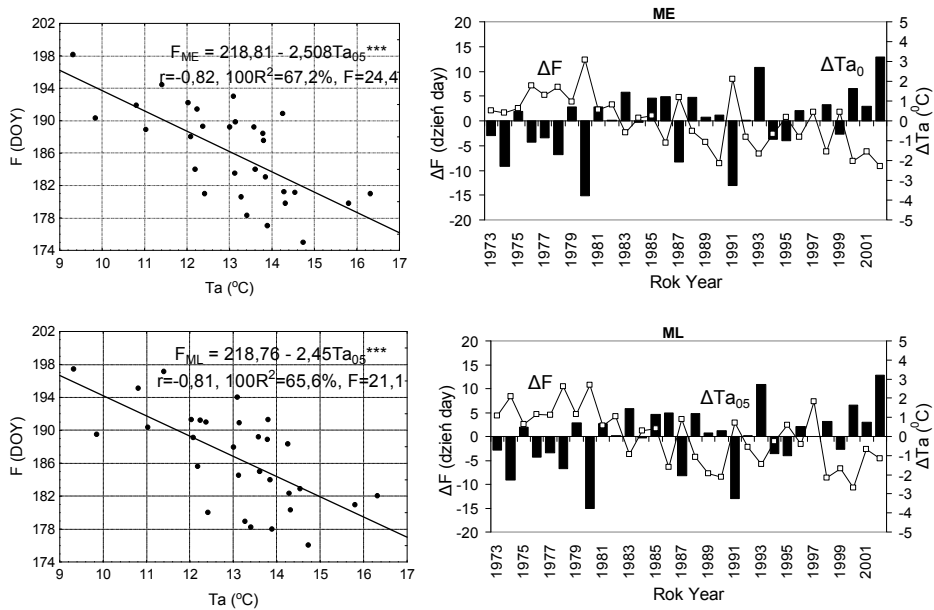 F_ME = 218,81 - 2,508Ta_05***
r=-0,82, 100R²=67,2%, F=24,4
F (DOY)
202
198
194
190
186
182
178
174
9 10 11 12 13 14 15 16 17
Ta (°C)
ME
ΔF
ΔTa_0
ΔF (dzień day)
20
15
10
5
0
-5
-10
-15
-20
5
4
3
2
1
0
-1
-2
-3
-4
-5
ΔTa (⁰C)
1973 1975 1977 1979 1981 1983 1985 1987 1989 1991 1993 1995 1997 1999 2001
Rok Year
F_ML = 218,76 - 2,45Ta_05***
r=-0,81, 100R²=65,6%, F=21,1
F (DOY)
202
198
194
190
186
182
178
174
9 10 11 12 13 14 15 16 17
Ta (°C)
ML
ΔF
ΔTa_05
ΔF (dzień day)
20
15
10
5
0
-5
-10
-15
-20
5
4
3
2
1
0
-1
-2
-3
-4
-5
ΔTa (⁰C)
1973 1975 1977 1979 1981 1983 1985 1987 1989 1991 1993 1995 1997 1999 2001
Rok Year